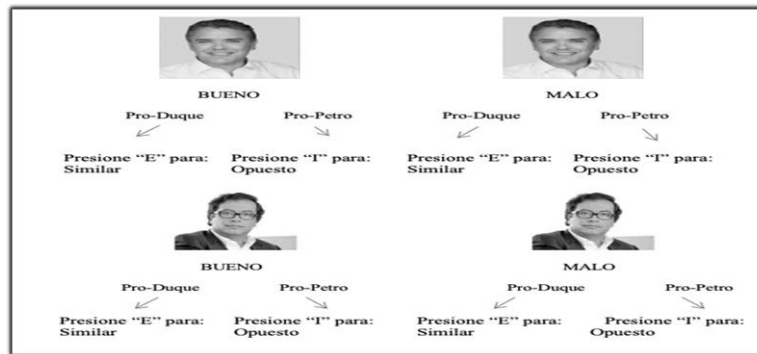 BUENO
MALO
Pro-Duque
Pro-Petro
Pro-Duque
Pro-Petro
Presione “E” para:
Similar
Presione “I” para:
Opuesto
Presione “E” para:
Similar
Presione “I” para:
Opuesto
BUENO
MALO
Pro-Duque
Pro-Petro
Pro-Duque
Pro-Petro
Presione “E” para:
Similar
Presione “I” para:
Opuesto
Presione “E” para:
Similar
Presione “I” para:
Opuesto